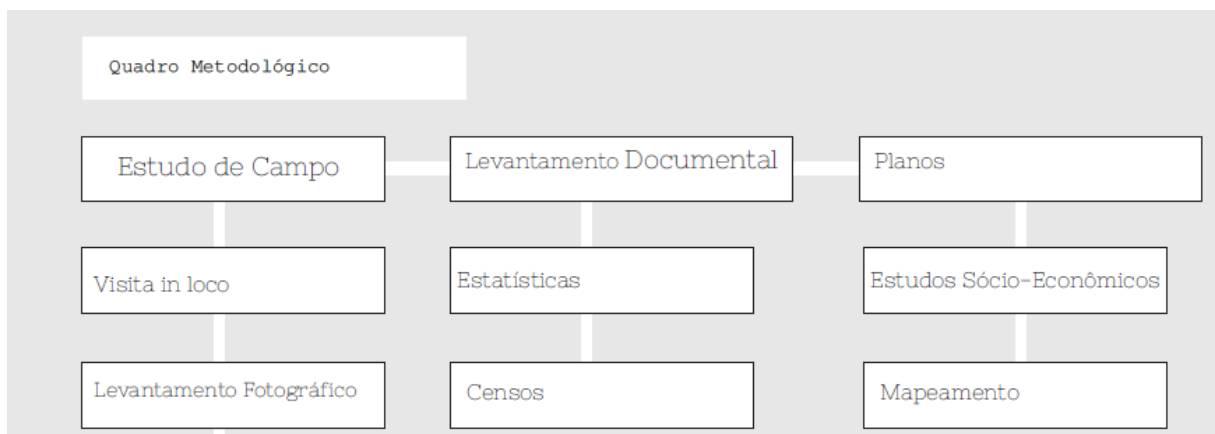 Quadro Metodológico
Estudo de Campo
Levantamento Documental
Planos
Visita in loco
Estatísticas
Estudos Sócio-Econômicos
Levantamento Fotográfico
Censos
Mapeamento